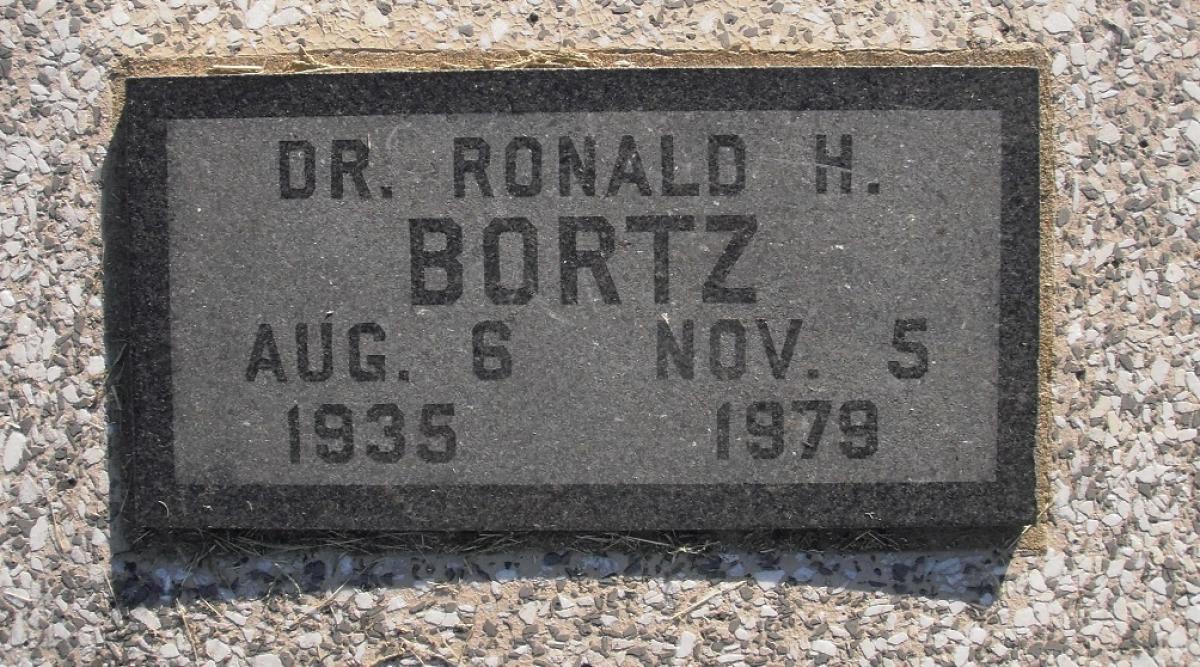 DR. RONALD H.
BORTZ
AUG. 6 NOV. 5
1935 1979